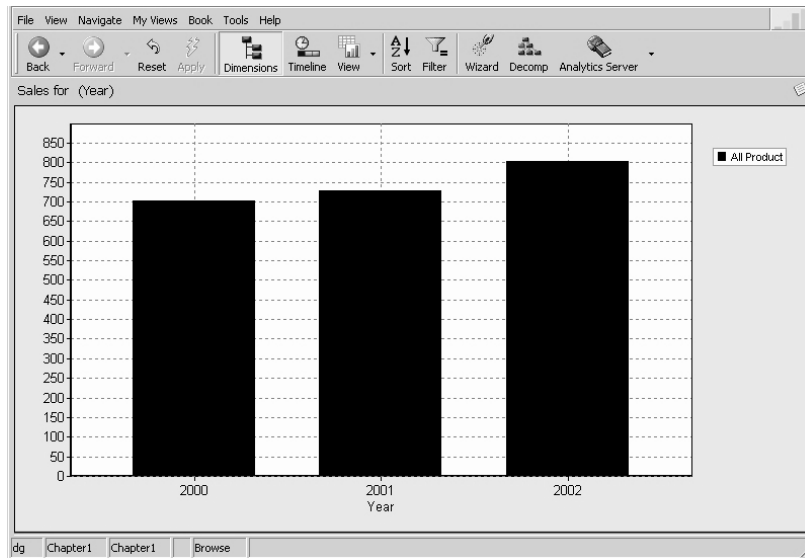 File View Navigate My Views Book Tools Help
Back Forward Reset Apply Dimensions Timeline View Sort Filter Wizard Decomp Analytics Server
Sales for (Year)
850
800
750
700
650
600
550
500
450
400
350
300
250
200
150
100
50
0
All Product
2000 2001 2002
Year
dg Chapter1 Chapter1 Browse